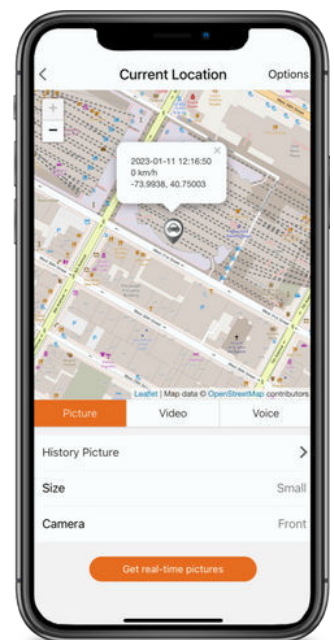 Current Location
Options
+
−
×
2023-01-11 12:16:50
0 km/h
-73.9938, 40.75003
Leaflet | Map data © OpenStreetMap contributors
Picture
Video
Voice
History Picture
Size
Small
Camera
Front
Get real-time pictures